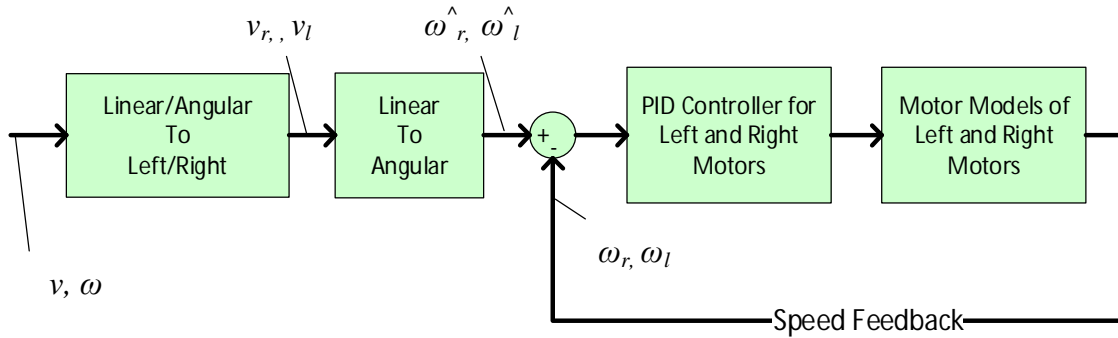 v_r, , v_l
ω^_r, ω^_l
Linear/Angular
To
Left/Right
Linear
To
Angular
+
-
PID Controller for
Left and Right
Motors
Motor Models of
Left and Right
Motors
v, ω
ω_r, ω_l
Speed Feedback